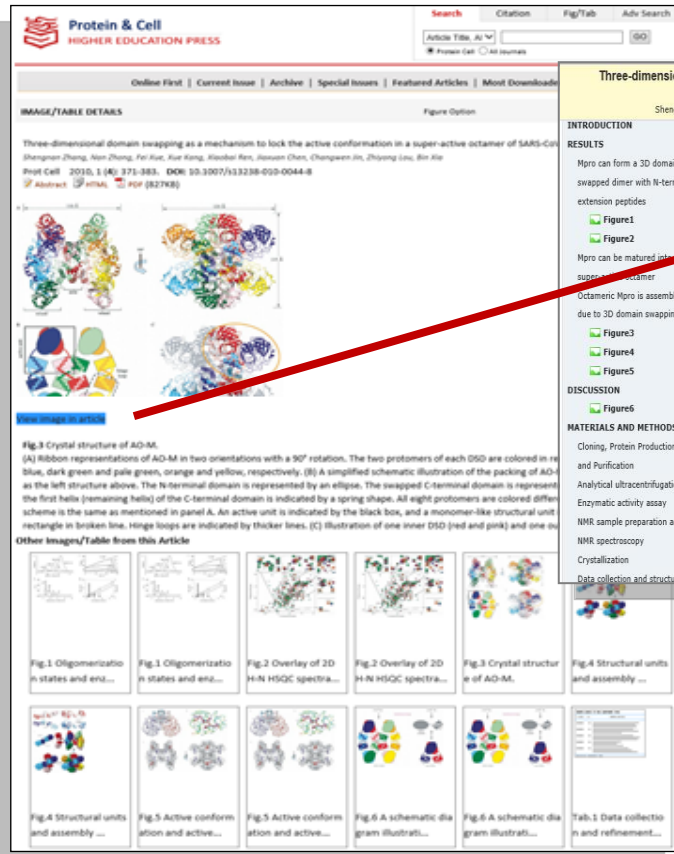 Protein & Cell
HIGHER EDUCATION PRESS
Search Citation Fig/Tab Adv Search
Article Title, A
GO
Protein Cell All Journals
Online First | Current Issue | Archive | Special Issues | Featured Articles | Most Downloade
IMAGE/TABLE DETAILS
Figure Option
Three-dimensional domain swapping as a mechanism to lock the active conformation in a super-active octamer of SARS-Co
Shengnan Zhang, Nan Zhong, Fei Xue, Xue Kang, Xiaobai Ren, Jiaxuan Chen, Changwen Jin, Zhiyong Lou, Bin Xia
Prot Cell 2010, 1 (4): 371-383. DOI: 10.1007/s13238-010-0044-8
Abstract HTML PDF (827KB)
View image in article
Fig.3 Crystal structure of AO-M.
(A) Ribbon representations of AO-M in two orientations with a 90° rotation. The two protomers of each DSD are colored in re
blue, dark green and pale green, orange and yellow, respectively. (B) A simplified schematic illustration of the packing of AO-
as the left structure above. The N-terminal domain is represented by an ellipse. The swapped C-terminal domain is represent
the first helix (remaining helix) of the C-terminal domain is indicated by a spring shape. All eight protomers are colored differen
scheme is the same as mentioned in panel A. An active unit is indicated by the black box, and a monomer-like structural unit
rectangle in broken line. Hinge loops are indicated by thicker lines. (C) Illustration of one inner DSD (red and pink) and one ou
Other Images/Table from this Article
Fig.1 Oligomerizatio
n states and enz...
Fig.1 Oligomerizatio
n states and enz...
Fig.2 Overlay of 2D
H-N HSQC spectra...
Fig.2 Overlay of 2D
H-N HSQC spectra...
Fig.3 Crystal structur
e of AO-M.
Fig.4 Structural units
and assembly ...
Fig.4 Structural units
and assembly ...
Fig.5 Active conform
ation and active...
Fig.5 Active conform
ation and active...
Fig.6 A schematic dia
gram illustrati...
Fig.6 A schematic dia
gram illustrati...
Tab.1 Data collectio
n and refinement...
Three-dimensi
Shen
INTRODUCTION
RESULTS
Mpro can form a 3D domai
swapped dimer with N-ter
extension peptides
Figure1
Figure2
Mpro can be matured into
super-active octamer
Octameric Mpro is assembl
due to 3D domain swappin
Figure3
Figure4
Figure5
DISCUSSION
Figure6
MATERIALS AND METHODS
Cloning, Protein Production
and Purification
Analytical ultracentrifugati
Enzymatic activity assay
NMR sample preparation a
NMR spectroscopy
Crystallization
Data collection and structu